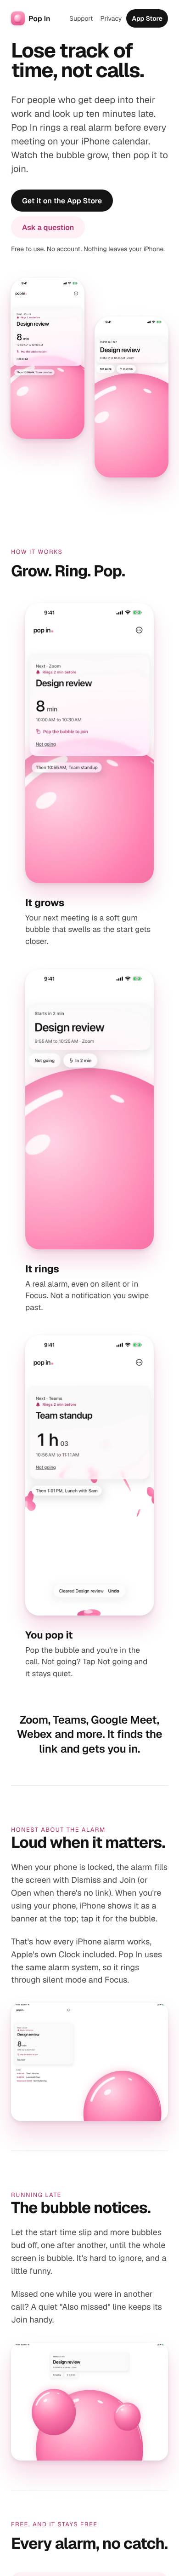 Pop In
Support
Privacy
App Store
Lose track of
time, not calls.
For people who get deep into their
work and look up ten minutes late.
Pop In rings a real alarm before every
meeting on your iPhone calendar.
Watch the bubble grow, then pop it to
join.
Get it on the App Store
Ask a question
Free to use. No account. Nothing leaves your iPhone.
9:41
pop in
Design review
8 min
9:41
Design review
HOW IT WORKS
Grow. Ring. Pop.
9:41
pop in
Next · Zoom
Rings 2 min before
Design review
8 min
10:00 AM to 10:30 AM
Pop the bubble to join
Not going
Then 10:55 AM, Team standup
It grows
Your next meeting is a soft gum
bubble that swells as the start gets
closer.
9:41
Starts in 2 min
Design review
9:55 AM to 10:25 AM · Zoom
Not going
In 2 min
It rings
A real alarm, even on silent or in
Focus. Not a notification you swipe
past.
9:41
pop in
Next · Teams
Rings 2 min before
Team standup
1 h 03
10:56 AM to 11:11 AM
Not going
Then 1:01 PM, Lunch with Sam
Cleared Design review Undo
You pop it
Pop the bubble and you're in the
call. Not going? Tap Not going and
it stays quiet.
Zoom, Teams, Google Meet,
Webex and more. It finds the
link and gets you in.
HONEST ABOUT THE ALARM
Loud when it matters.
When your phone is locked, the alarm fills
the screen with Dismiss and Join (or
Open when there's no link). When you're
using your phone, iPhone shows it as a
banner at the top; tap it for the bubble.
That's how every iPhone alarm works,
Apple's own Clock included. Pop In uses
the same alarm system, so it rings
through silent mode and Focus.
Design review
8
RUNNING LATE
The bubble notices.
Let the start time slip and more bubbles
bud off, one after another, until the whole
screen is bubble. It's hard to ignore, and a
little funny.
Missed one while you were in another
call? A quiet "Also missed" line keeps its
Join handy.
Design review
FREE, AND IT STAYS FREE
Every alarm, no catch.